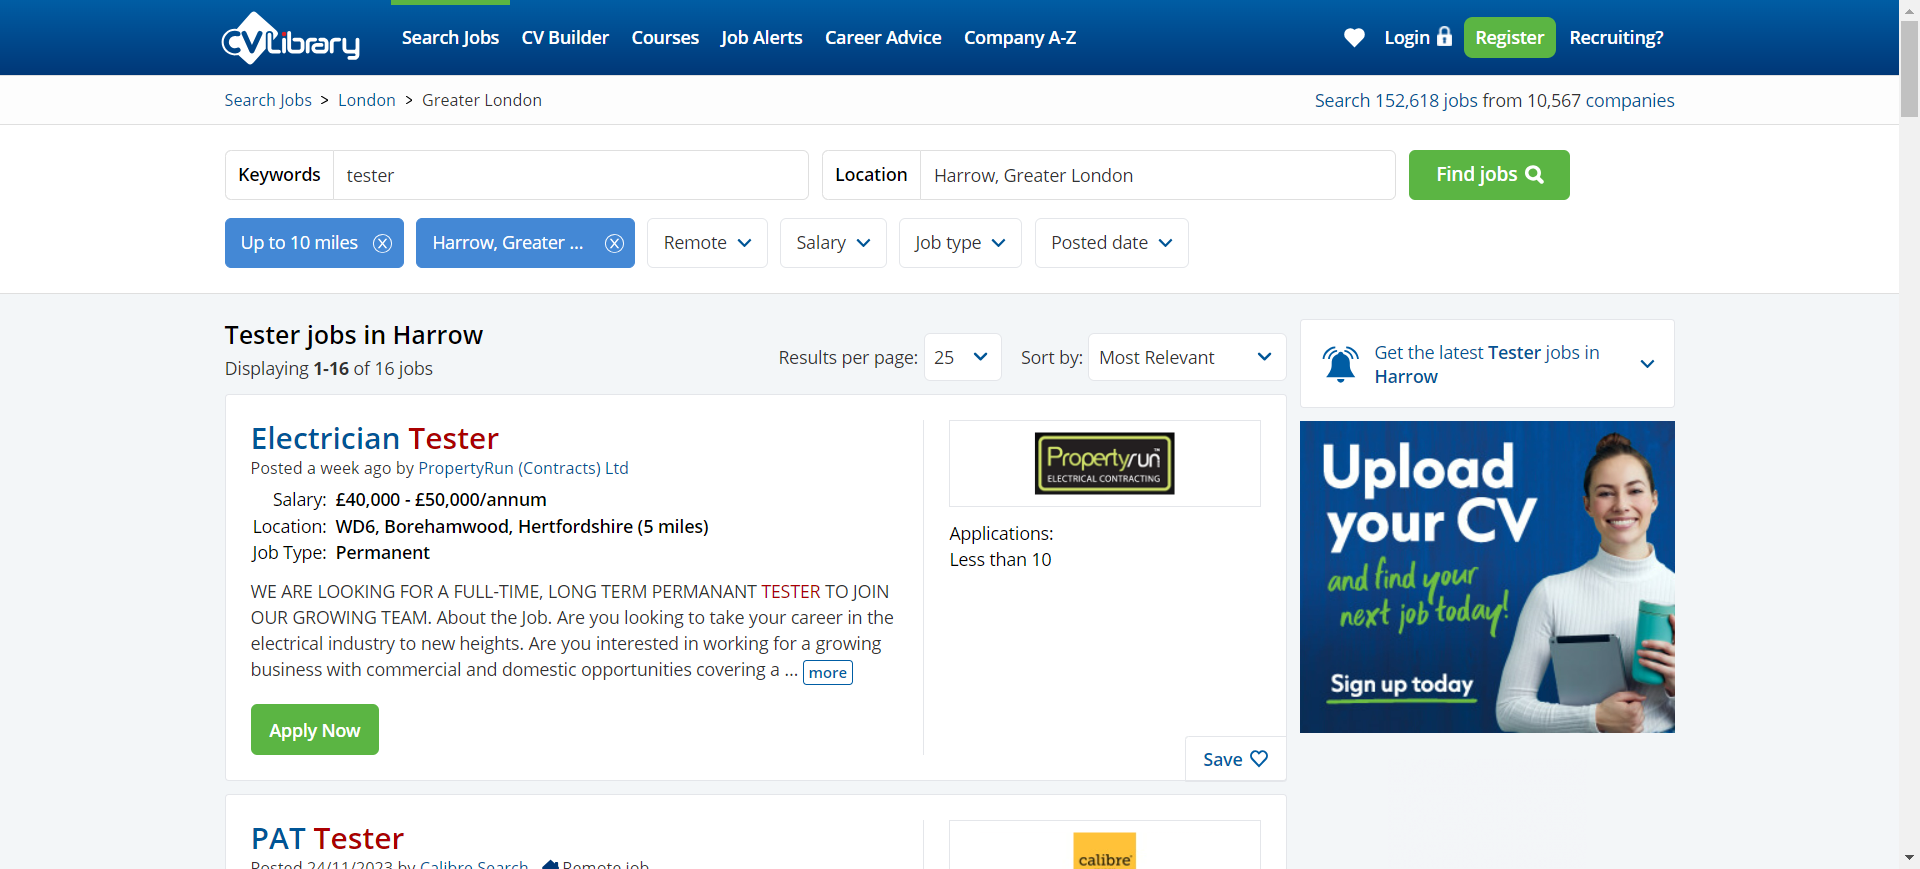 CVLibrary
Search Jobs CV Builder Courses Job Alerts Career Advice Company A-Z
Login Register Recruiting?
Search Jobs > London > Greater London
Search 152,618 jobs from 10,567 companies
Keywords tester
Location Harrow, Greater London
Find jobs
Up to 10 miles
Harrow, Greater ...
Remote
Salary
Job type
Posted date
Tester jobs in Harrow
Displaying 1-16 of 16 jobs
Results per page: 25
Sort by: Most Relevant
Electrician Tester
Posted a week ago by PropertyRun (Contracts) Ltd
Salary: £40,000 - £50,000/annum
Location: WD6, Borehamwood, Hertfordshire (5 miles)
Job Type: Permanent
WE ARE LOOKING FOR A FULL-TIME, LONG TERM PERMANANT TESTER TO JOIN
OUR GROWING TEAM. About the Job. Are you looking to take your career in the
electrical industry to new heights. Are you interested in working for a growing
business with commercial and domestic opportunities covering a ... more
Apply Now
Propertyrun™
ELECTRICAL CONTRACTING
Applications:
Less than 10
Save
PAT Tester
Posted 24/11/2023 by Calibre Search Remote job
calibre
Get the latest Tester jobs in
Harrow
Upload
your CV
and find your
next job today!
Sign up today